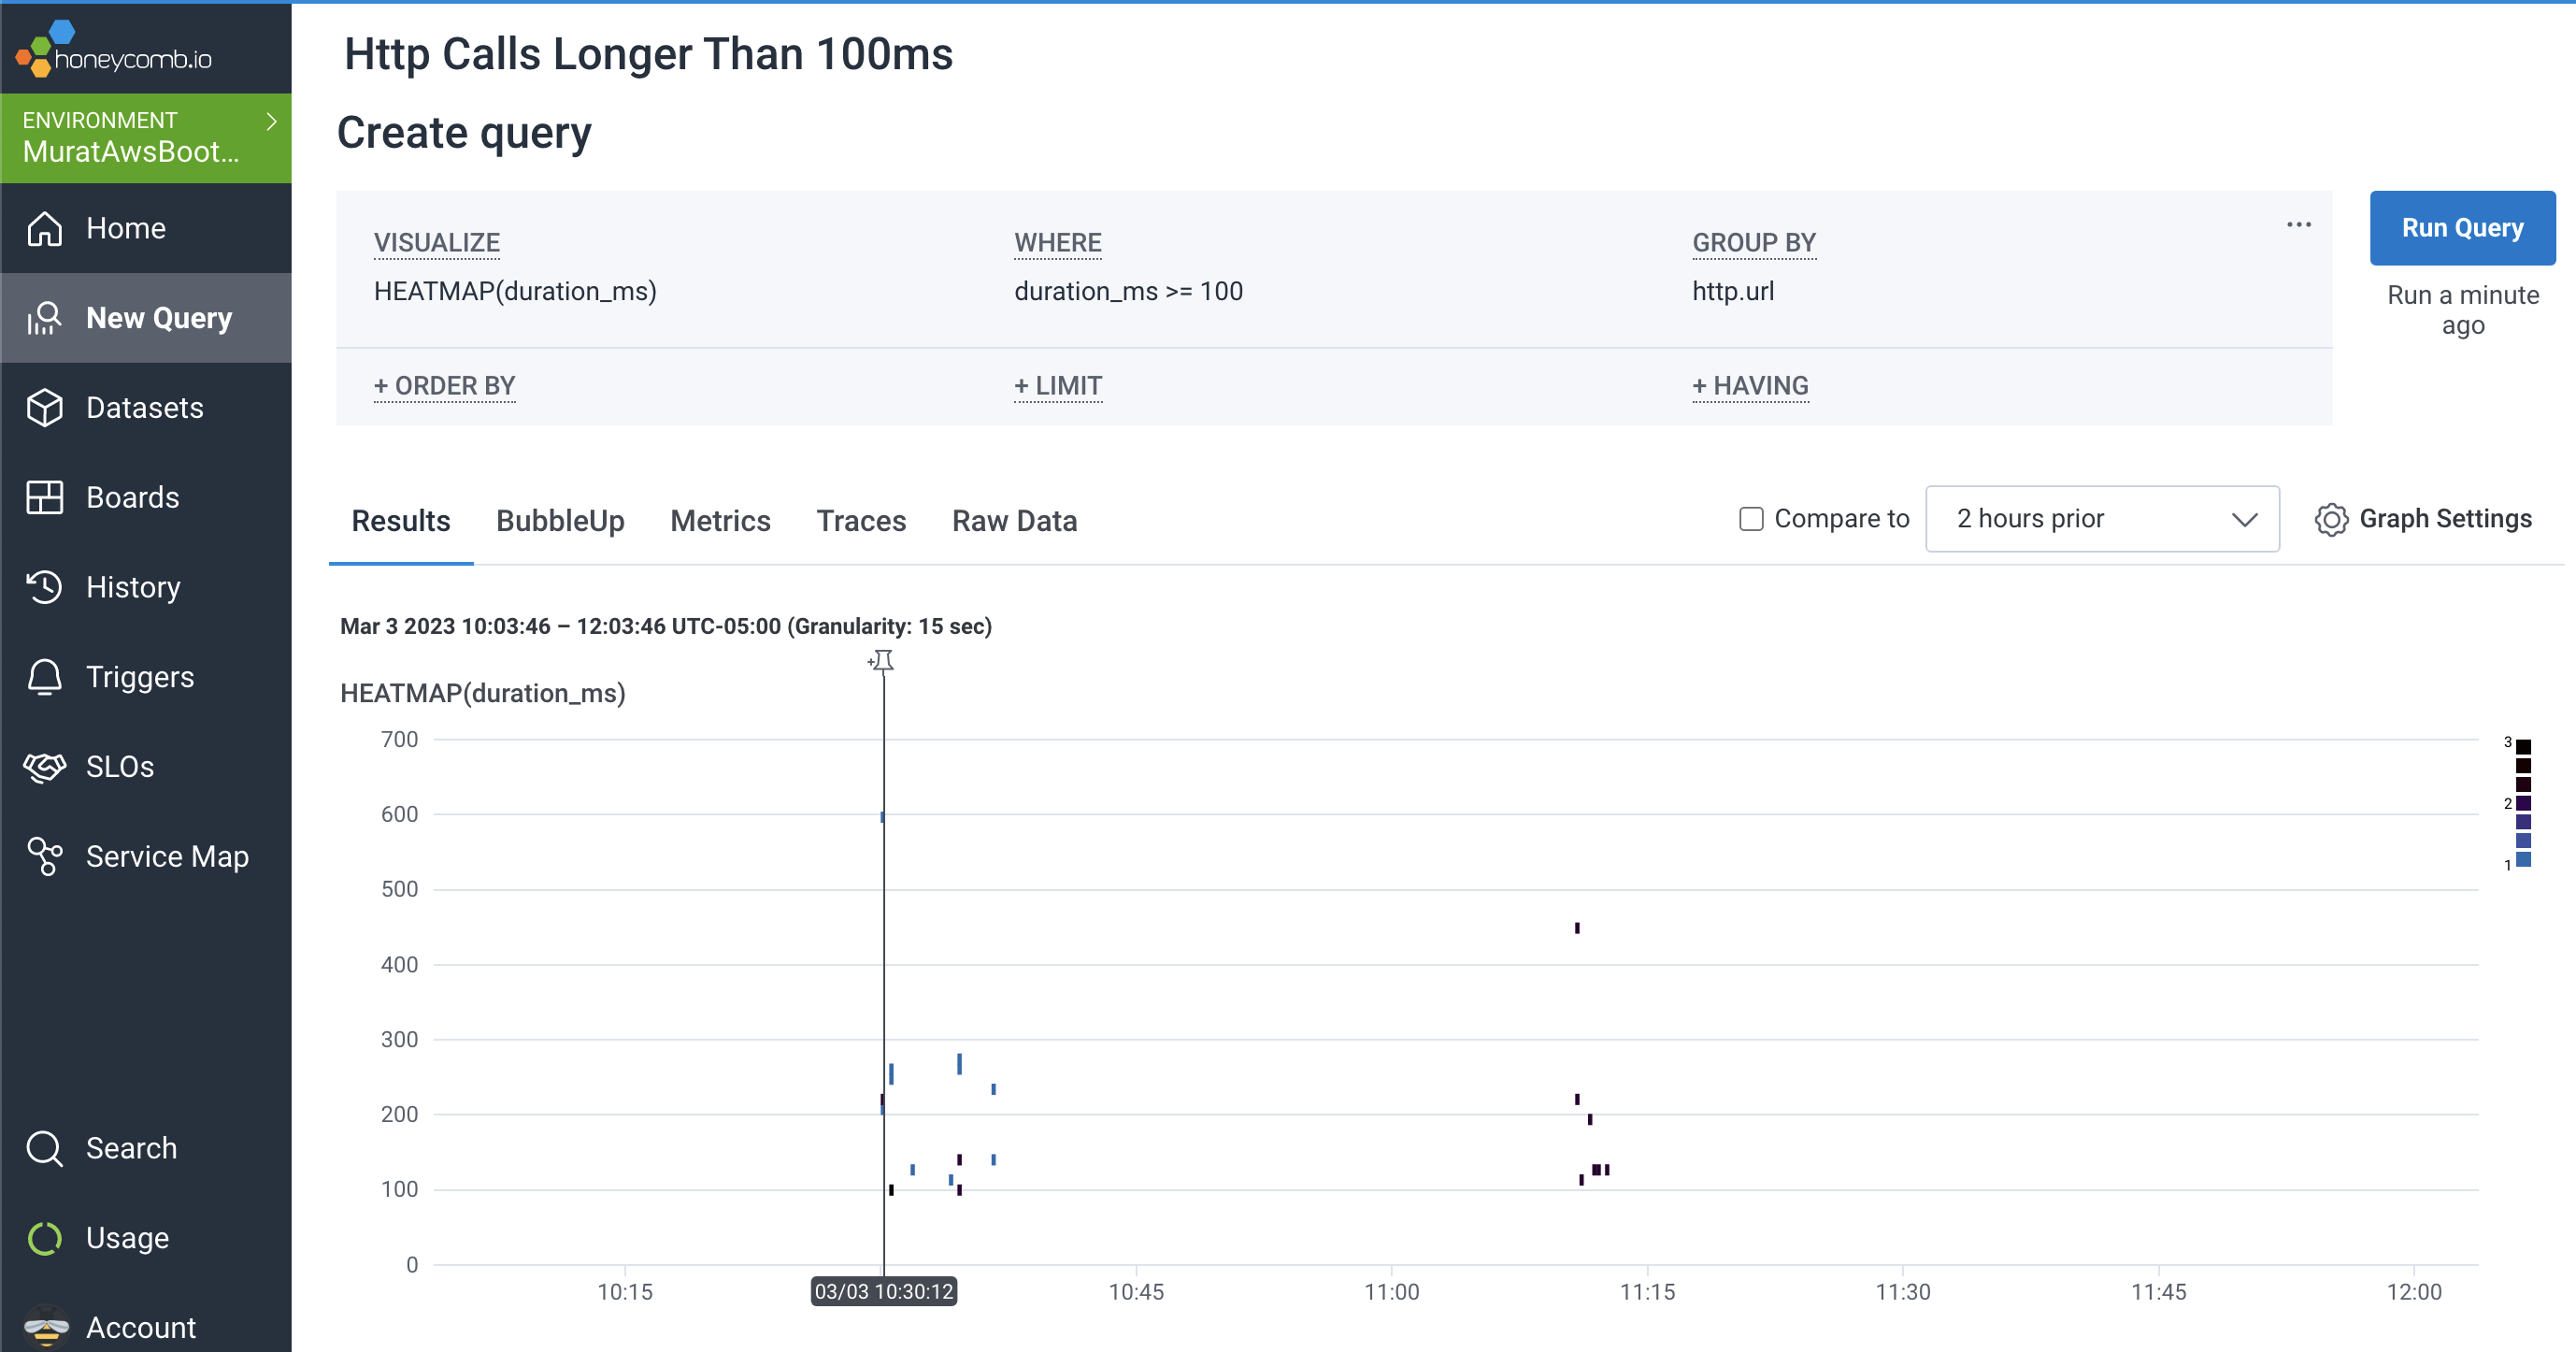 honeycomb.io
ENVIRONMENT
MuratAwsBoot...
Home
New Query
Datasets
Boards
History
Triggers
SLOs
Service Map
Search
Usage
Account
Http Calls Longer Than 100ms
Create query
VISUALIZE
HEATMAP(duration_ms)
WHERE
duration_ms >= 100
GROUP BY
http.url
+ ORDER BY
+ LIMIT
+ HAVING
Run Query
Run a minute
ago
Results BubbleUp Metrics Traces Raw Data
Compare to 2 hours prior Graph Settings
Mar 3 2023 10:03:46 – 12:03:46 UTC-05:00 (Granularity: 15 sec)
HEATMAP(duration_ms)
700
600
500
400
300
200
100
0
10:15 03/03 10:30:12 10:45 11:00 11:15 11:30 11:45 12:00
3
2
1